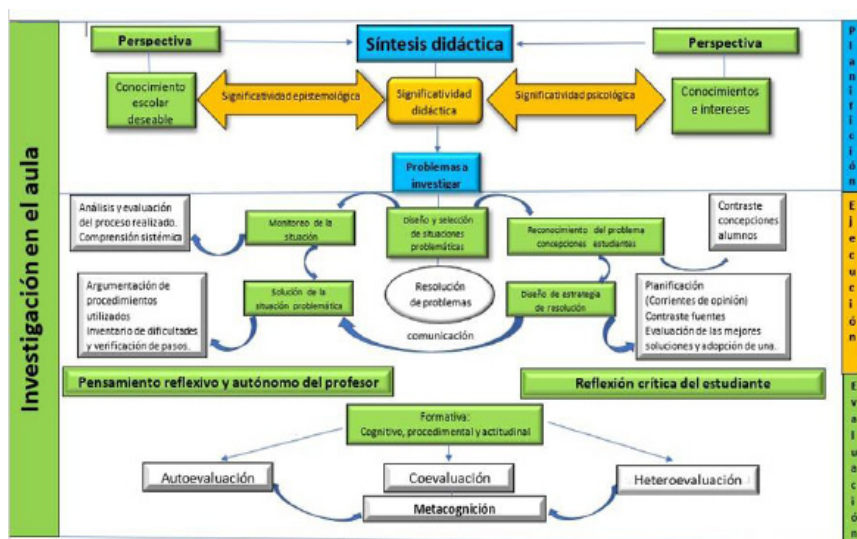 Investigación en el aula
Perspectiva
Síntesis didáctica
Perspectiva
Conocimiento
escolar
deseable
Significatividad epistemológica
Significatividad
didáctica
Significatividad psicológica
Conocimientos
e intereses
Problemas a
investigar
Planifición
Análisis y evaluación
del proceso realizado.
Comprensión sistémica
Monitoreo de la
situación
Diseño y selección
de situaciones
problemáticas
Reconocimiento del problema
concepciones estudiantes
Contraste
concepciones
alumnos
Argumentación de
procedimientos
utilizados
Inventario de dificultades
y verificación de pasos.
Solución de la
situación problemática
Resolución
de problemas
Diseño de estrategia
de resolución
Planificación
(Corrientes de opinión)
Contraste fuentes
Evaluación de las mejores
soluciones y adopción de una.
comunicación
Ejecución
Pensamiento reflexivo y autónomo del profesor
Reflexión crítica del estudiante
Formativa:
Cognitivo, procedimental y actitudinal
Autoevaluación
Coevaluación
Heteroevaluación
Metacognición
Evaluación